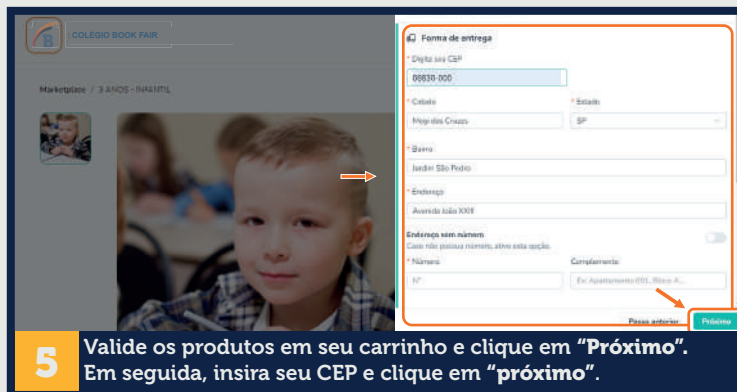 B
COLÉGIO BOOK FAIR
Marketplace / 3 ANOS - INFANTIL
Forma de entrega
* Digite seu CEP
08830-000
* Cidade
* Estado
Mogi das Cruzes
SP
* Bairro
Jardim São Pedro
* Endereço
Avenida João XXIII
Endereço sem número
Caso não possua número, ative esta opção.
* Número
Complemento
N°
Ex: Apartamento 001, Bloco A...
Passo anterior
Próximo
5
Valide os produtos em seu carrinho e clique em “Próximo”.
Em seguida, insira seu CEP e clique em “próximo”.